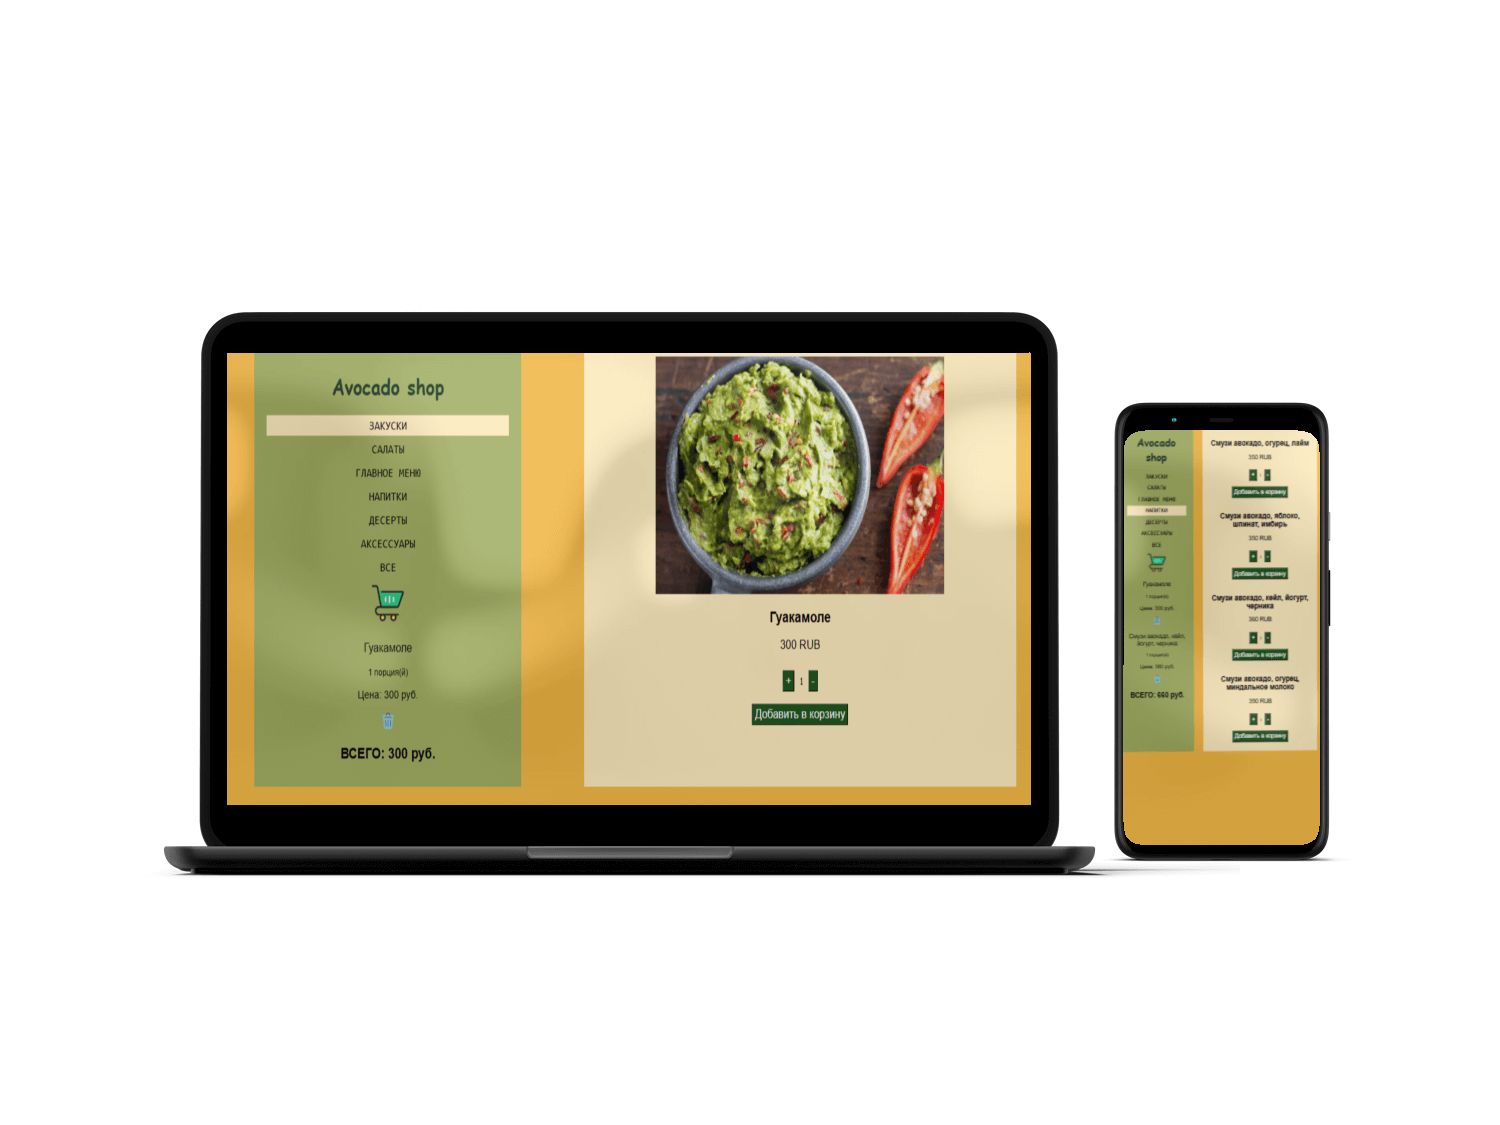 Avocado shop
ЗАКУСКИ
САЛАТЫ
ГЛАВНОЕ МЕНЮ
НАПИТКИ
ДЕСЕРТЫ
АКСЕССУАРЫ
ВСЕ
Гуакамоле
1 порция(й)
Цена: 300 руб.
ВСЕГО: 300 руб.
Гуакамоле
300 RUB
+ 1 -
Добавить в корзину
Avocado
shop
ЗАКУСКИ
САЛАТЫ
ГЛАВНОЕ МЕНЮ
НАПИТКИ
ДЕСЕРТЫ
АКСЕССУАРЫ
ВСЕ
Гуакамоле
1 порция(й)
Цена: 300 руб.
Смузи авокадо, кейл,
йогурт, черника
1 порция(й)
Цена: 360 руб.
ВСЕГО: 660 руб.
Смузи авокадо, огурец, лайм
350 RUB
+ -
Добавить в корзину
Смузи авокадо, яблоко,
шпинат, имбирь
350 RUB
+ -
Добавить в корзину
Смузи авокадо, кейл, йогурт,
черника
360 RUB
+ -
Добавить в корзину
Смузи авокадо, огурец,
миндальное молоко
350 RUB
+ -
Добавить в корзину